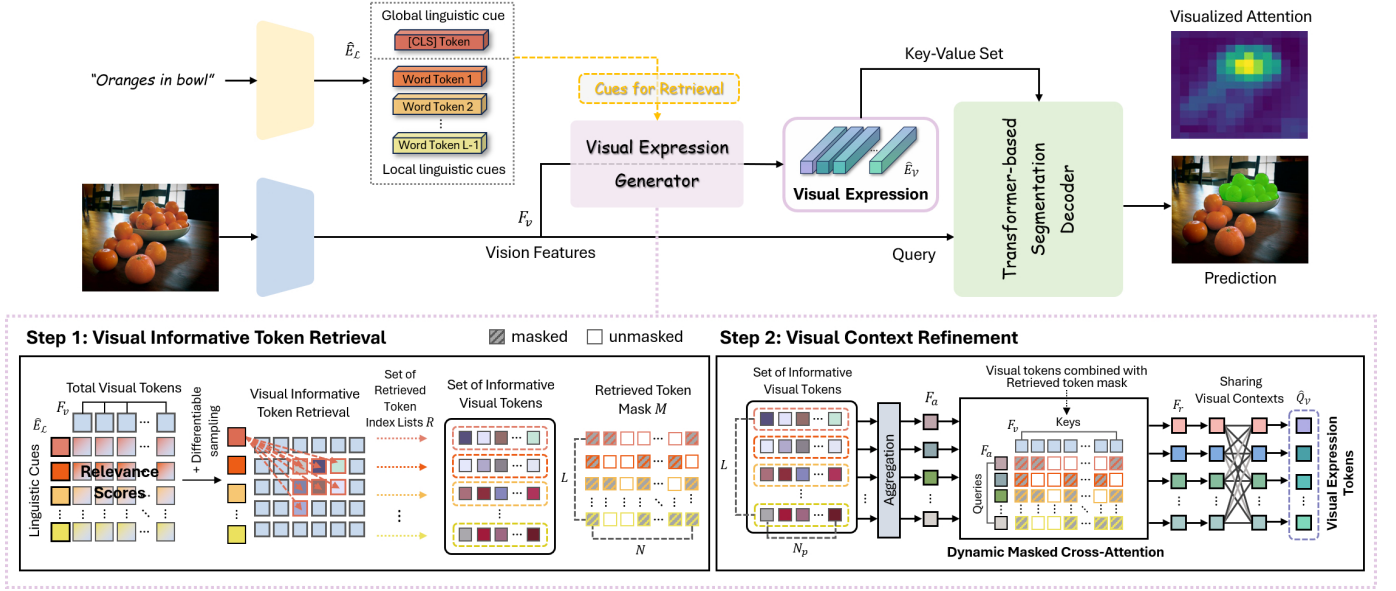 Global linguistic cue
[CLS] Token
Word Token 1
Word Token 2
⋮
Word Token L-1
Local linguistic cues
"Oranges in bowl"
Ê_ℒ
Cues for Retrieval
Visual Expression
Generator
F_v
Vision Features
Key-Value Set
...
Ê_𝒱
Visual Expression
Query
Transformer-based
Segmentation
Decoder
Visualized Attention
Prediction
Step 1: Visual Informative Token Retrieval
masked
unmasked
Total Visual Tokens
F_v
Ê_ℒ
Linguistic Cues
Relevance
Scores
+ Differentiable
sampling
Visual Informative
Token Retrieval
Set of
Retrieved
Token
Index Lists R
Set of Informative
Visual Tokens
Retrieved Token
Mask M
L
N
Step 2: Visual Context Refinement
Set of Informative
Visual Tokens
L
N_p
Aggregation
F_a
Visual tokens combined with
Retrieved token mask
F_v
Keys
F_a
Queries
Dynamic Masked Cross-Attention
F_r
Sharing
Visual Contexts
Q̂_𝒱
Visual Expression
Tokens